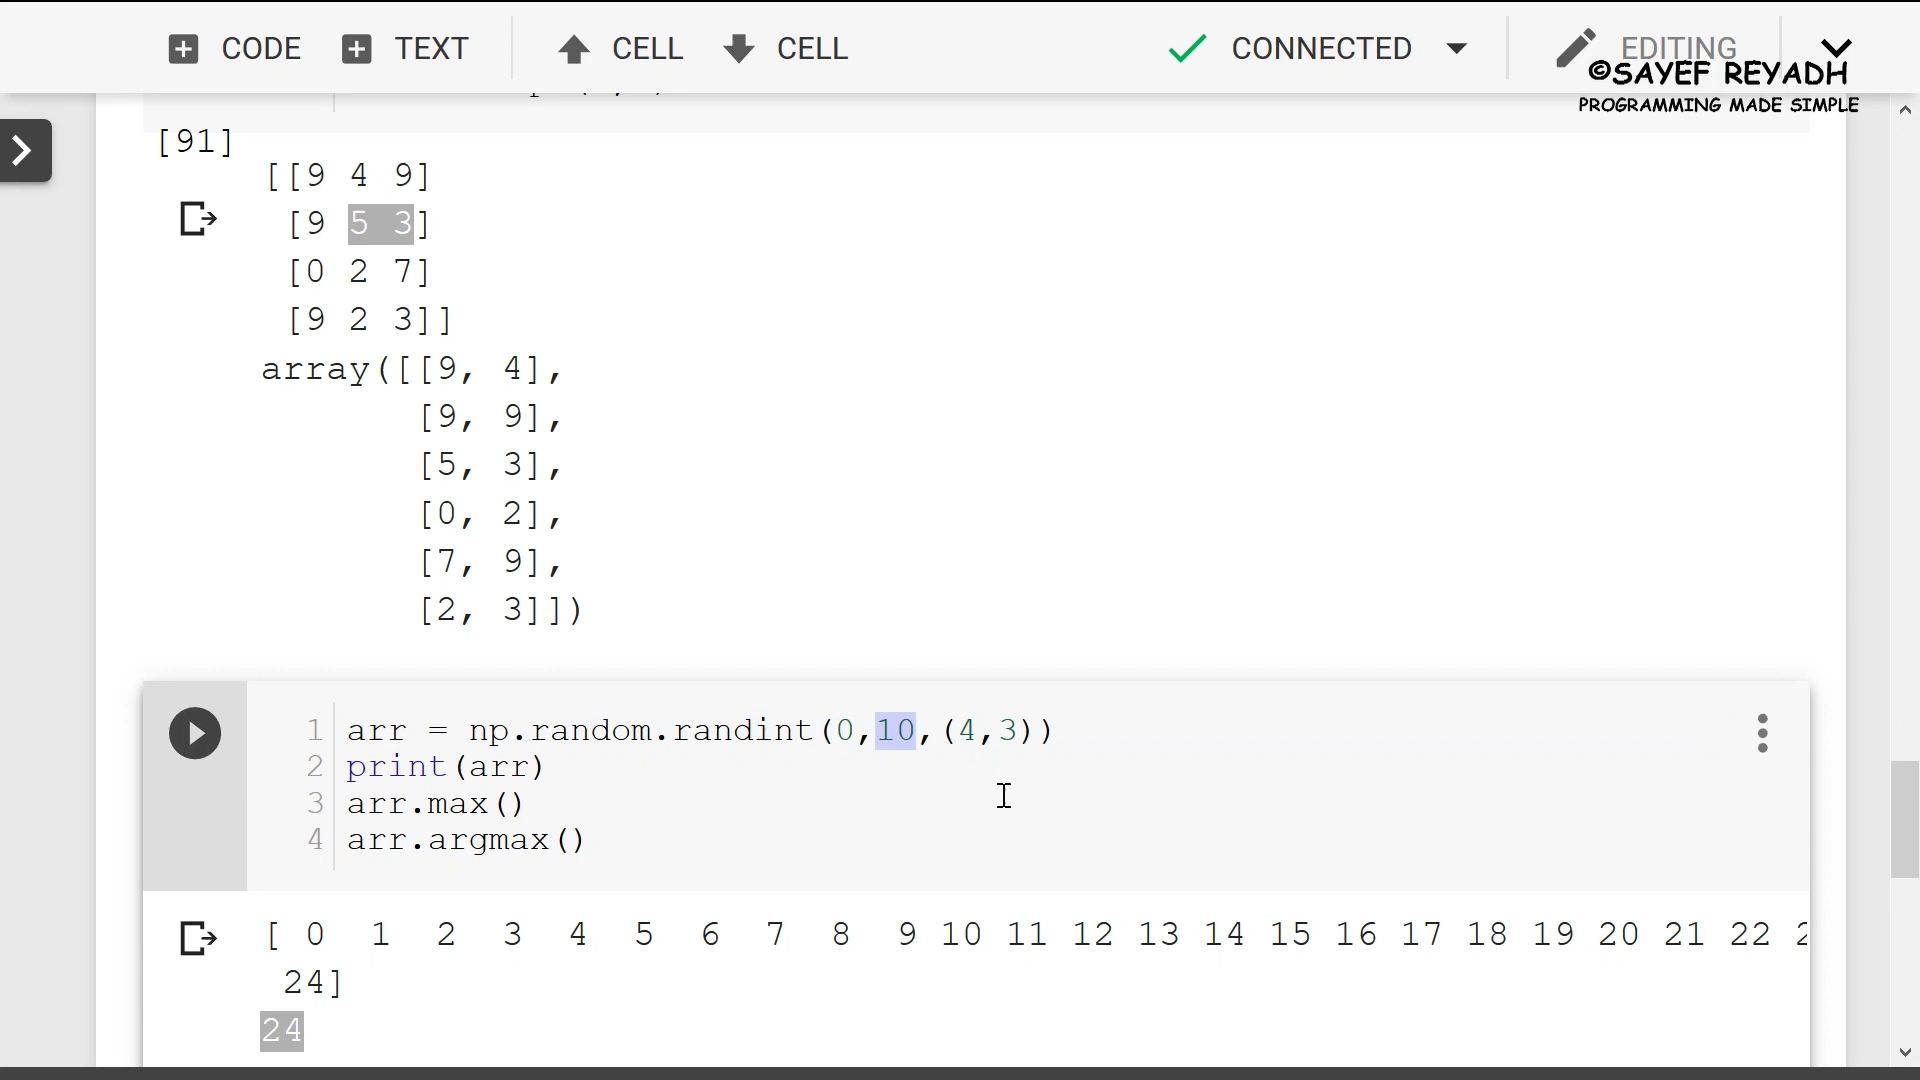 CODE TEXT CELL CELL CONNECTED EDITING
©SAYEF REYADH
PROGRAMMING MADE SIMPLE
[91]
[[9 4 9]
[9 5 3]
[0 2 7]
[9 2 3]]
array([[9, 4],
[9, 9],
[5, 3],
[0, 2],
[7, 9],
[2, 3]])
1 arr = np.random.randint(0,10,(4,3))
2 print(arr)
3 arr.max()
4 arr.argmax()
[ 0 1 2 3 4 5 6 7 8 9 10 11 12 13 14 15 16 17 18 19 20 21 22
24]
24